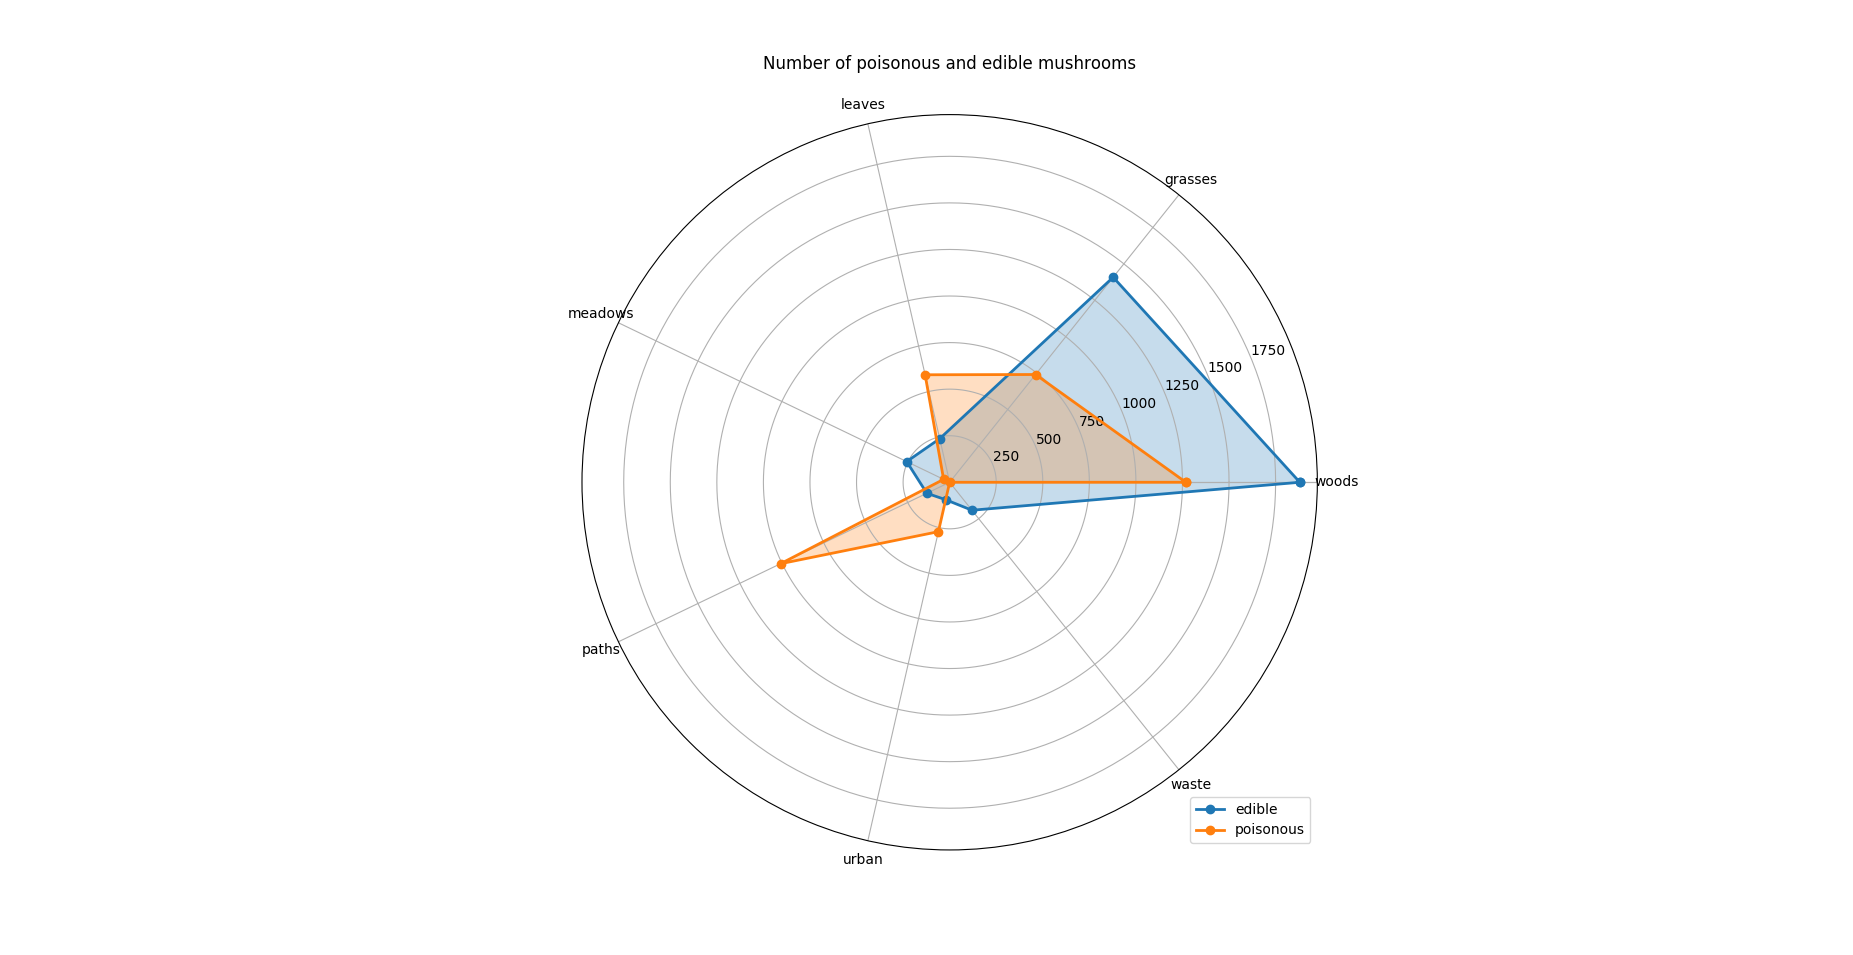 Number of poisonous and edible mushrooms
leaves
grasses
meadows
1750
1500
1250
1000
750
500
250
woods
paths
waste
urban
edible
poisonous